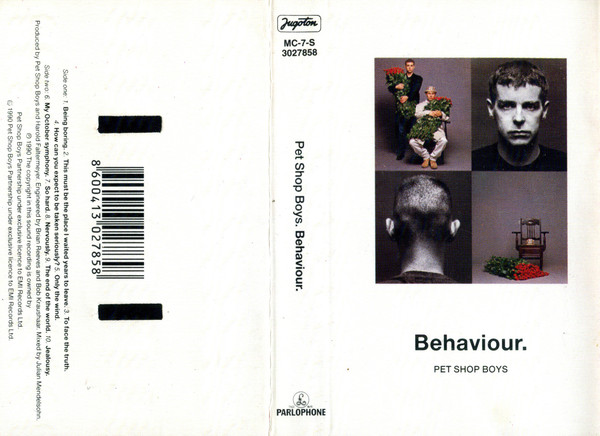 Side one: 1. Being boring. 2. This must be the place I waited years to leave. 3. To face the truth.
4. How can you expect to be taken seriously? 5. Only the wind.
Side two: 6. My October symphony. 7. So hard. 8. Nervously. 9. The end of the world. 10. Jealousy.
Produced by Pet Shop Boys and Harold Faltermeyer. Engineered by Brian Reeves and Bob Kraushaar. Mixed by Julian Mendelsohn.
℗ 1990 The copyright in this sound recording is owned by
Pet Shop Boys Partnership under exclusive licence to EMI Records Ltd.
© 1990 Pet Shop Boys Partnership under exclusive licence to EMI Records Ltd.
8600413027858
Jugoton
MC-7-S
3027858
Pet Shop Boys. Behaviour.
PARLOPHONE
Behaviour.
PET SHOP BOYS